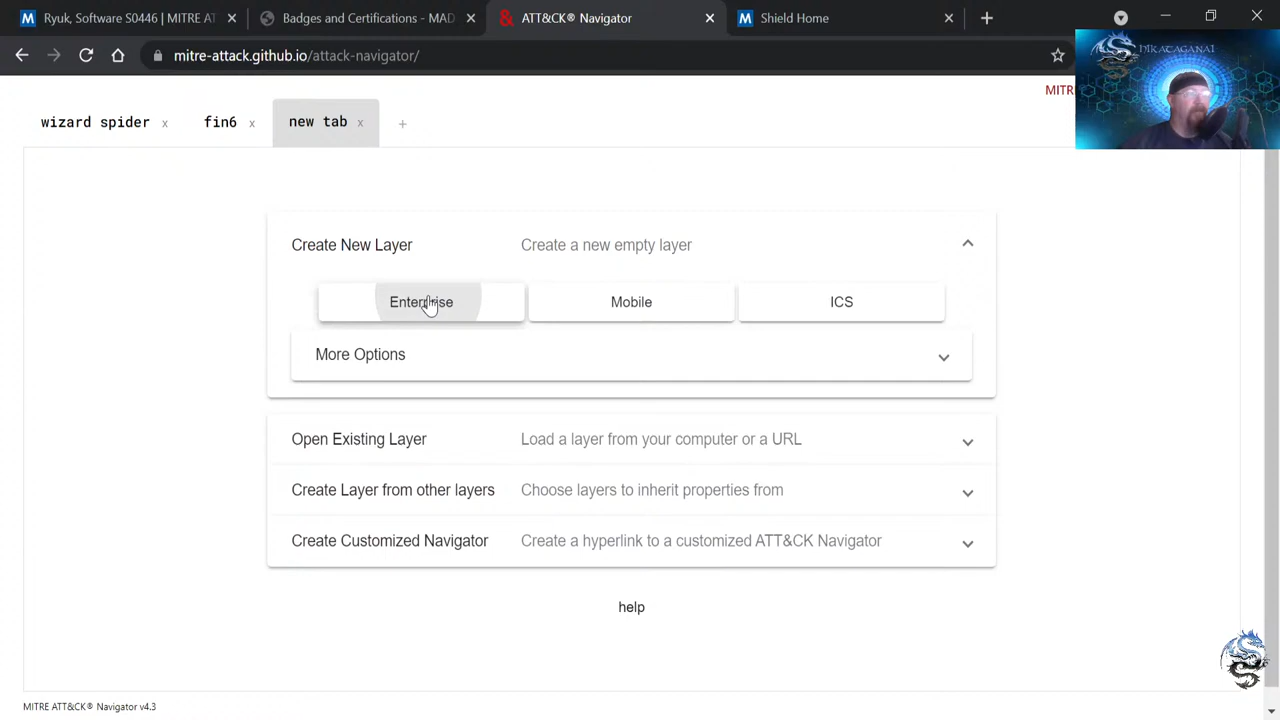 Ryuk, Software S0446 | MITRE AT
Badges and Certifications - MAD
ATT&CK® Navigator
Shield Home
mitre-attack.github.io/attack-navigator/
HIKATAGANAI
MITR
wizard spider x
fin6 x
new tab x
+
Create New Layer
Create a new empty layer
Enterprise
Mobile
ICS
More Options
Open Existing Layer
Load a layer from your computer or a URL
Create Layer from other layers
Choose layers to inherit properties from
Create Customized Navigator
Create a hyperlink to a customized ATT&CK Navigator
help
MITRE ATT&CK® Navigator v4.3